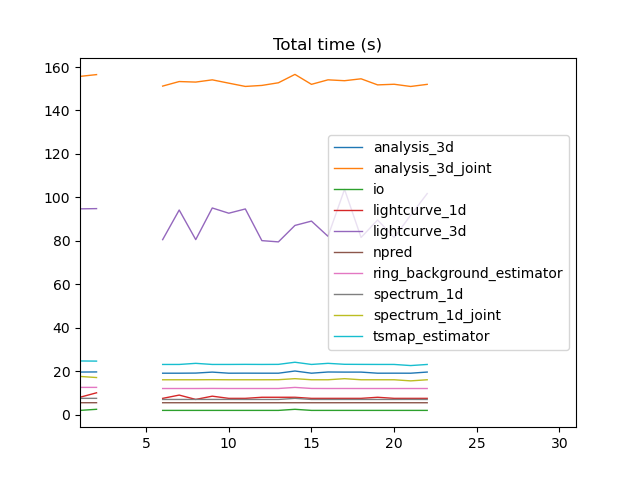 Total time (s)
160
140
120
100
80
60
40
20
0
analysis_3d
analysis_3d_joint
io
lightcurve_1d
lightcurve_3d
npred
ring_background_estimator
spectrum_1d
spectrum_1d_joint
tsmap_estimator
5 10 15 20 25 30